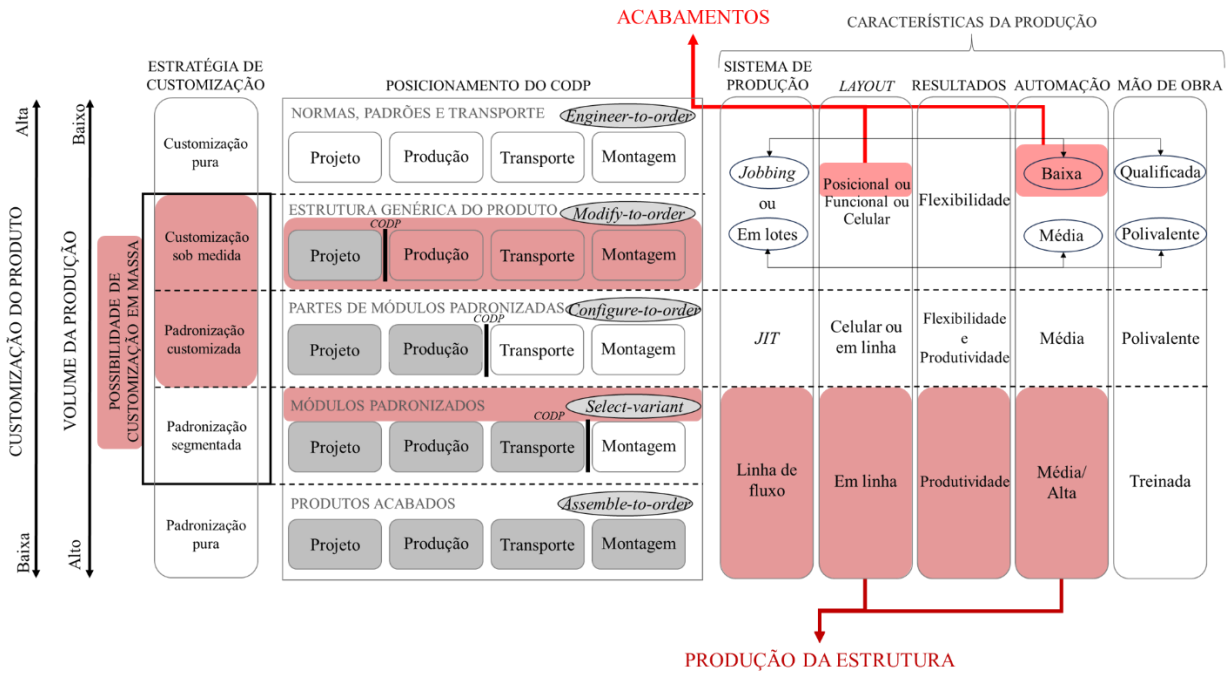 ACABAMENTOS
CARACTERÍSTICAS DA PRODUÇÃO
ESTRATÉGIA DE
CUSTOMIZAÇÃO
POSICIONAMENTO DO CODP
SISTEMA DE
PRODUÇÃO
LAYOUT
RESULTADOS
AUTOMAÇÃO
MÃO DE OBRA
CUSTOMIZAÇÃO DO PRODUTO
Alta
Baixa
VOLUME DA PRODUÇÃO
Baixo
Alto
POSSIBILIDADE DE
CUSTOMIZAÇÃO EM MASSA
Customização
pura
NORMAS, PADRÕES E TRANSPORTE
Engineer-to-order
Projeto
Produção
Transporte
Montagem
Customização
sob medida
ESTRUTURA GENÉRICA DO PRODUTO
Modify-to-order
CODP
Projeto
Produção
Transporte
Montagem
Jobbing
ou
Em lotes
Posicional ou
Funcional ou
Celular
Flexibilidade
Baixa
Média
Qualificada
Polivalente
Padronização
customizada
PARTES DE MÓDULOS PADRONIZADAS
Configure-to-order
CODP
Projeto
Produção
Transporte
Montagem
JIT
Celular ou
em linha
Flexibilidade
e
Produtividade
Média
Polivalente
Padronização
segmentada
MÓDULOS PADRONIZADOS
Select-variant
CODP
Projeto
Produção
Transporte
Montagem
Padronização
pura
PRODUTOS ACABADOS
Assemble-to-order
Projeto
Produção
Transporte
Montagem
Linha de
fluxo
Em linha
Produtividade
Média/
Alta
Treinada
PRODUÇÃO DA ESTRUTURA